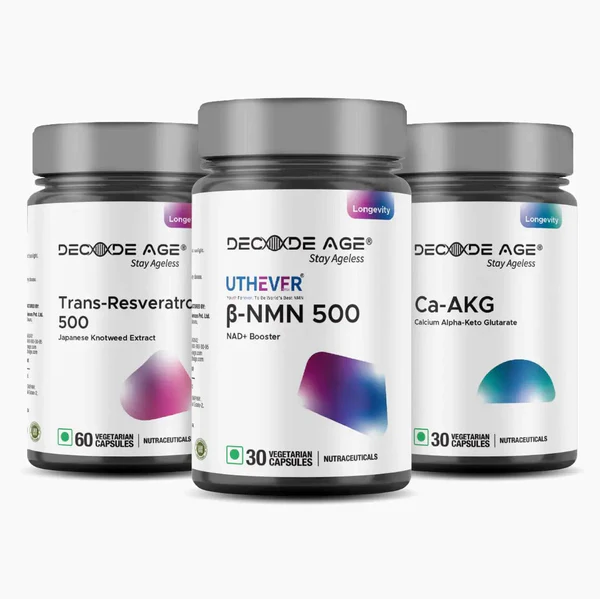 Longe
DECODE AGE®
Stay Ageless
Trans-Resveratro
500
Japanese Knotweed Extract
60 VEGETARIAN
CAPSULES | NUTRACEUTICALS
Longevity
DECODE AGE®
Stay Ageless
UTHEVER®
β-NMN 500
NAD+ Booster
30 VEGETARIAN
CAPSULES | NUTRACEUTICALS
Longevity
DECODE AGE®
Stay Ageless
Ca-AKG
Calcium Alpha-Keto Glutarate
30 VEGETARIAN
CAPSULES | NUTRACEUTICALS